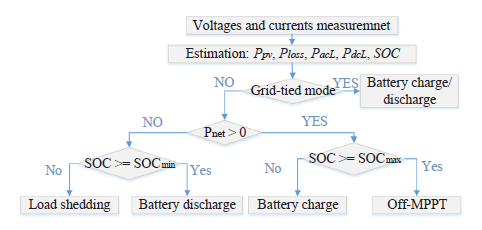 Voltages and currents measuremnet
Estimation: Ppv, Ploss, PacL, PdcL, SOC
NO
Grid-tied mode
YES
Battery charge/
discharge
NO
Pnet > 0
YES
No
SOC >= SOCmin
Yes
No
SOC >= SOCmax
Yes
Load shedding
Battery discharge
Battery charge
Off-MPPT